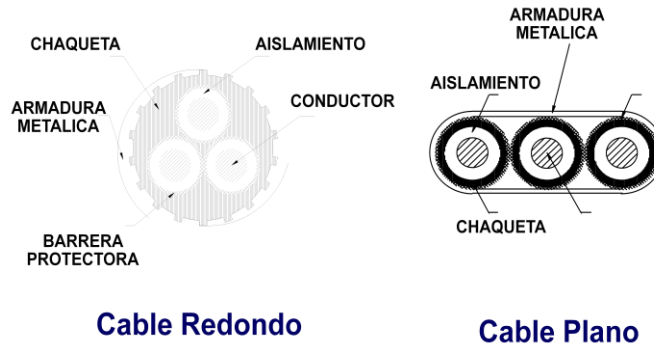 CHAQUETA
AISLAMIENTO
CONDUCTOR
ARMADURA
METALICA
BARRERA
PROTECTORA
Cable Redondo
ARMADURA
METALICA
AISLAMIENTO
CHAQUETA
Cable Plano